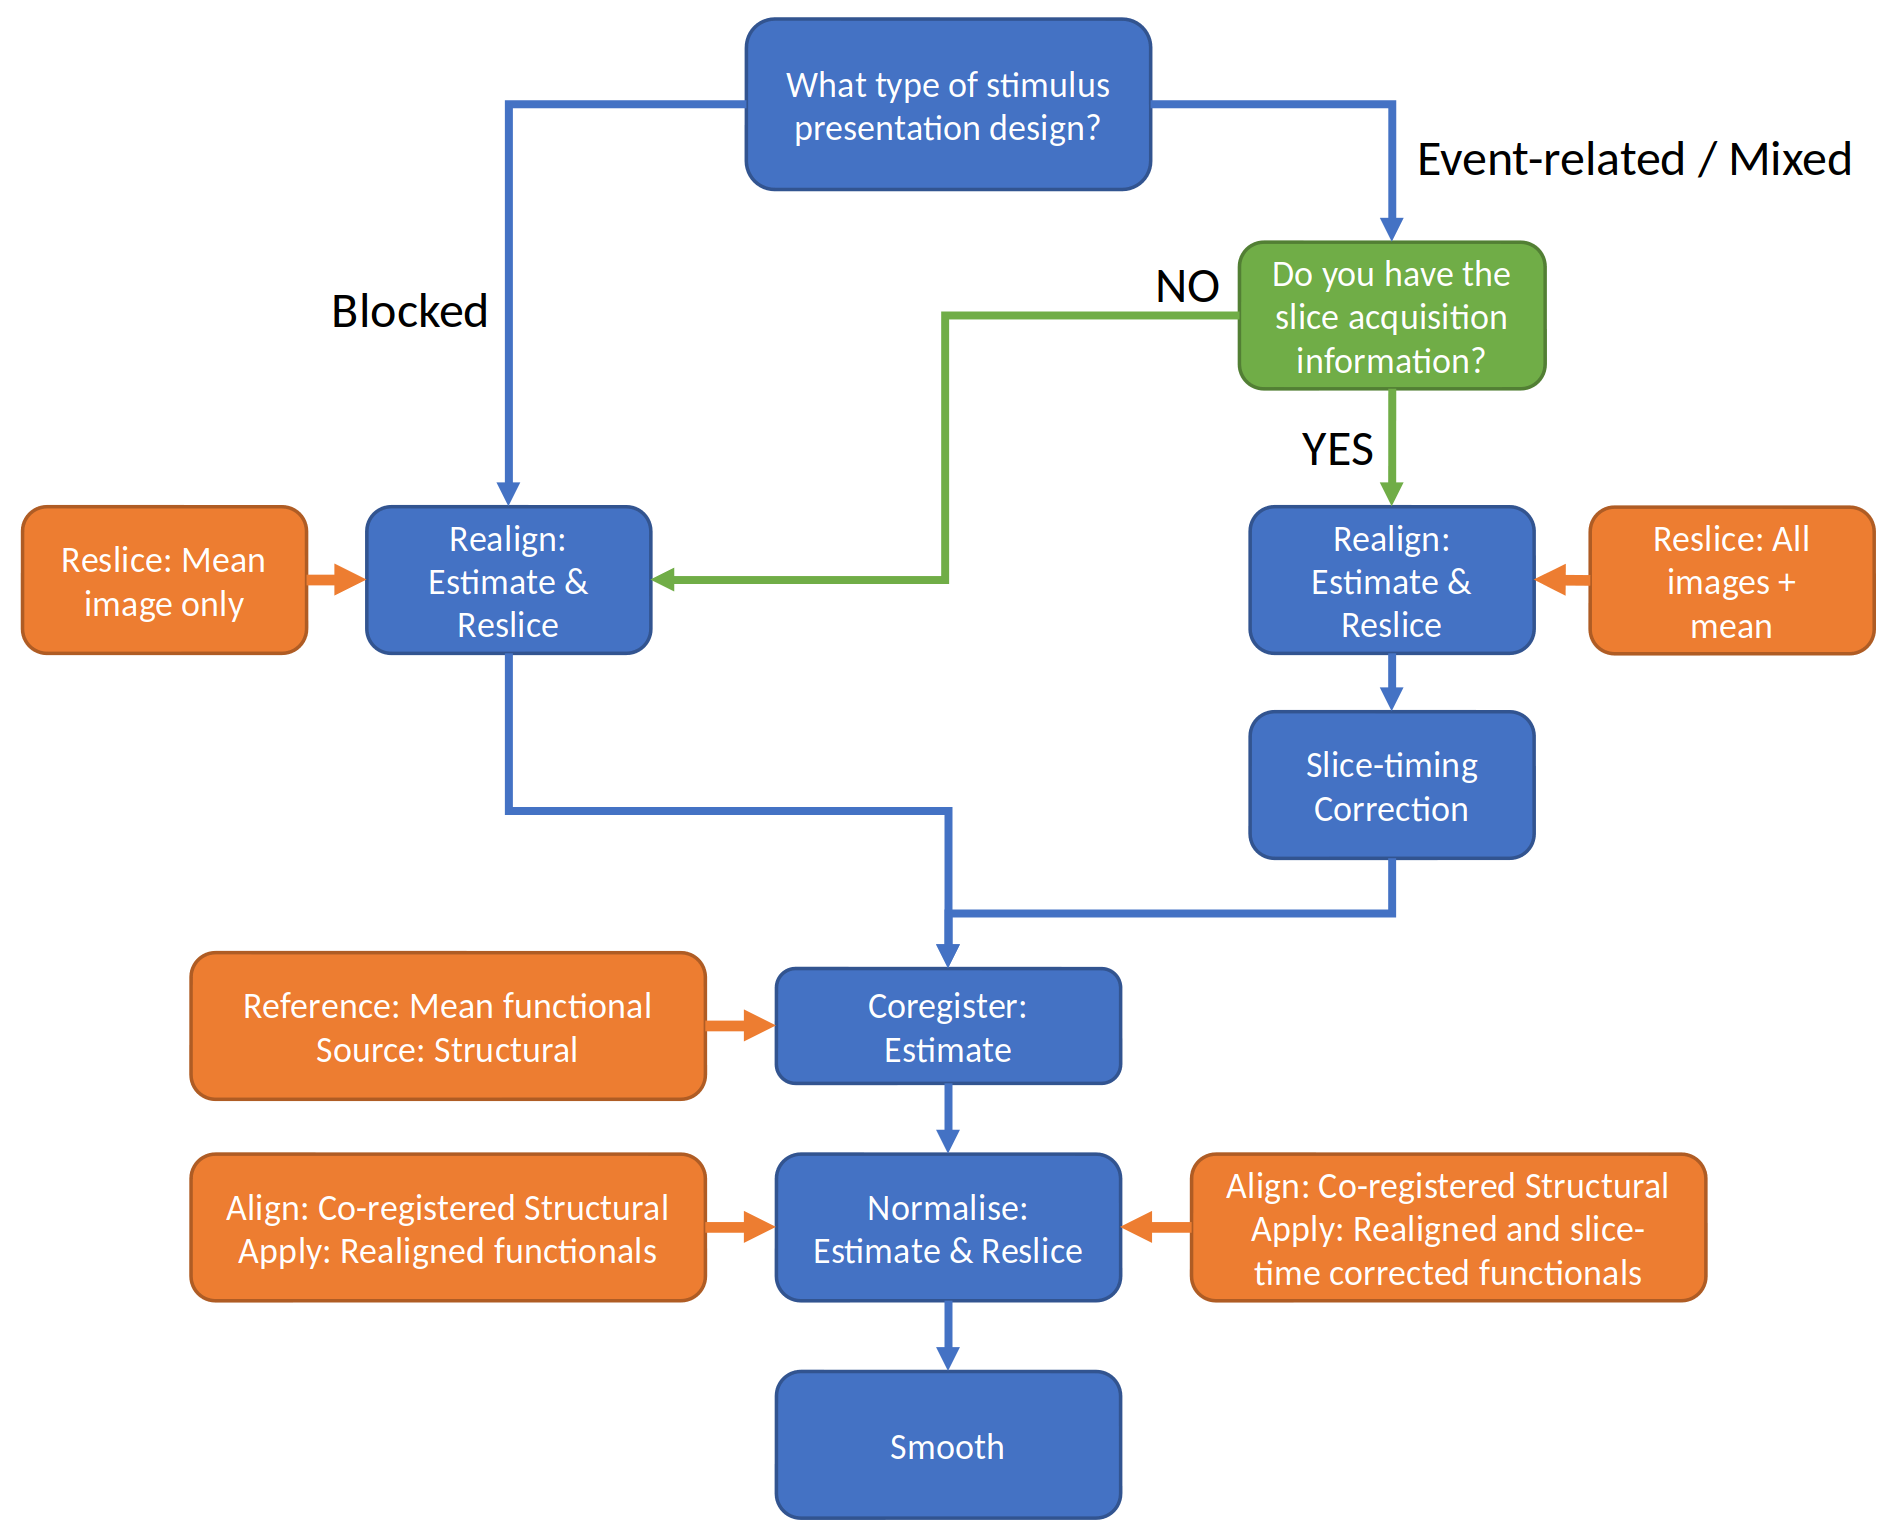 What type of stimulus
presentation design?
Event-related / Mixed
Blocked
NO
Do you have the
slice acquisition
information?
YES
Reslice: Mean
image only
Realign:
Estimate &
Reslice
Realign:
Estimate &
Reslice
Reslice: All
images +
mean
Slice-timing
Correction
Reference: Mean functional
Source: Structural
Coregister:
Estimate
Align: Co-registered Structural
Apply: Realigned functionals
Normalise:
Estimate & Reslice
Align: Co-registered Structural
Apply: Realigned and slice-
time corrected functionals
Smooth